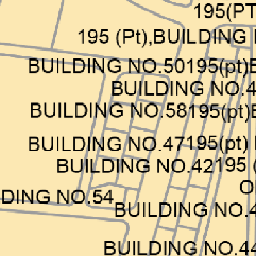 195(PT
195 (Pt),BUILDING
BUILDING NO.50195(pt)B
BUILDING NO.4
BUILDING NO.58195(pt)B
BUILDING NO.47195(pt)
BUILDING NO.42195 (
O
DING NO.54
BUILDING NO.4
BUILDING NO.44